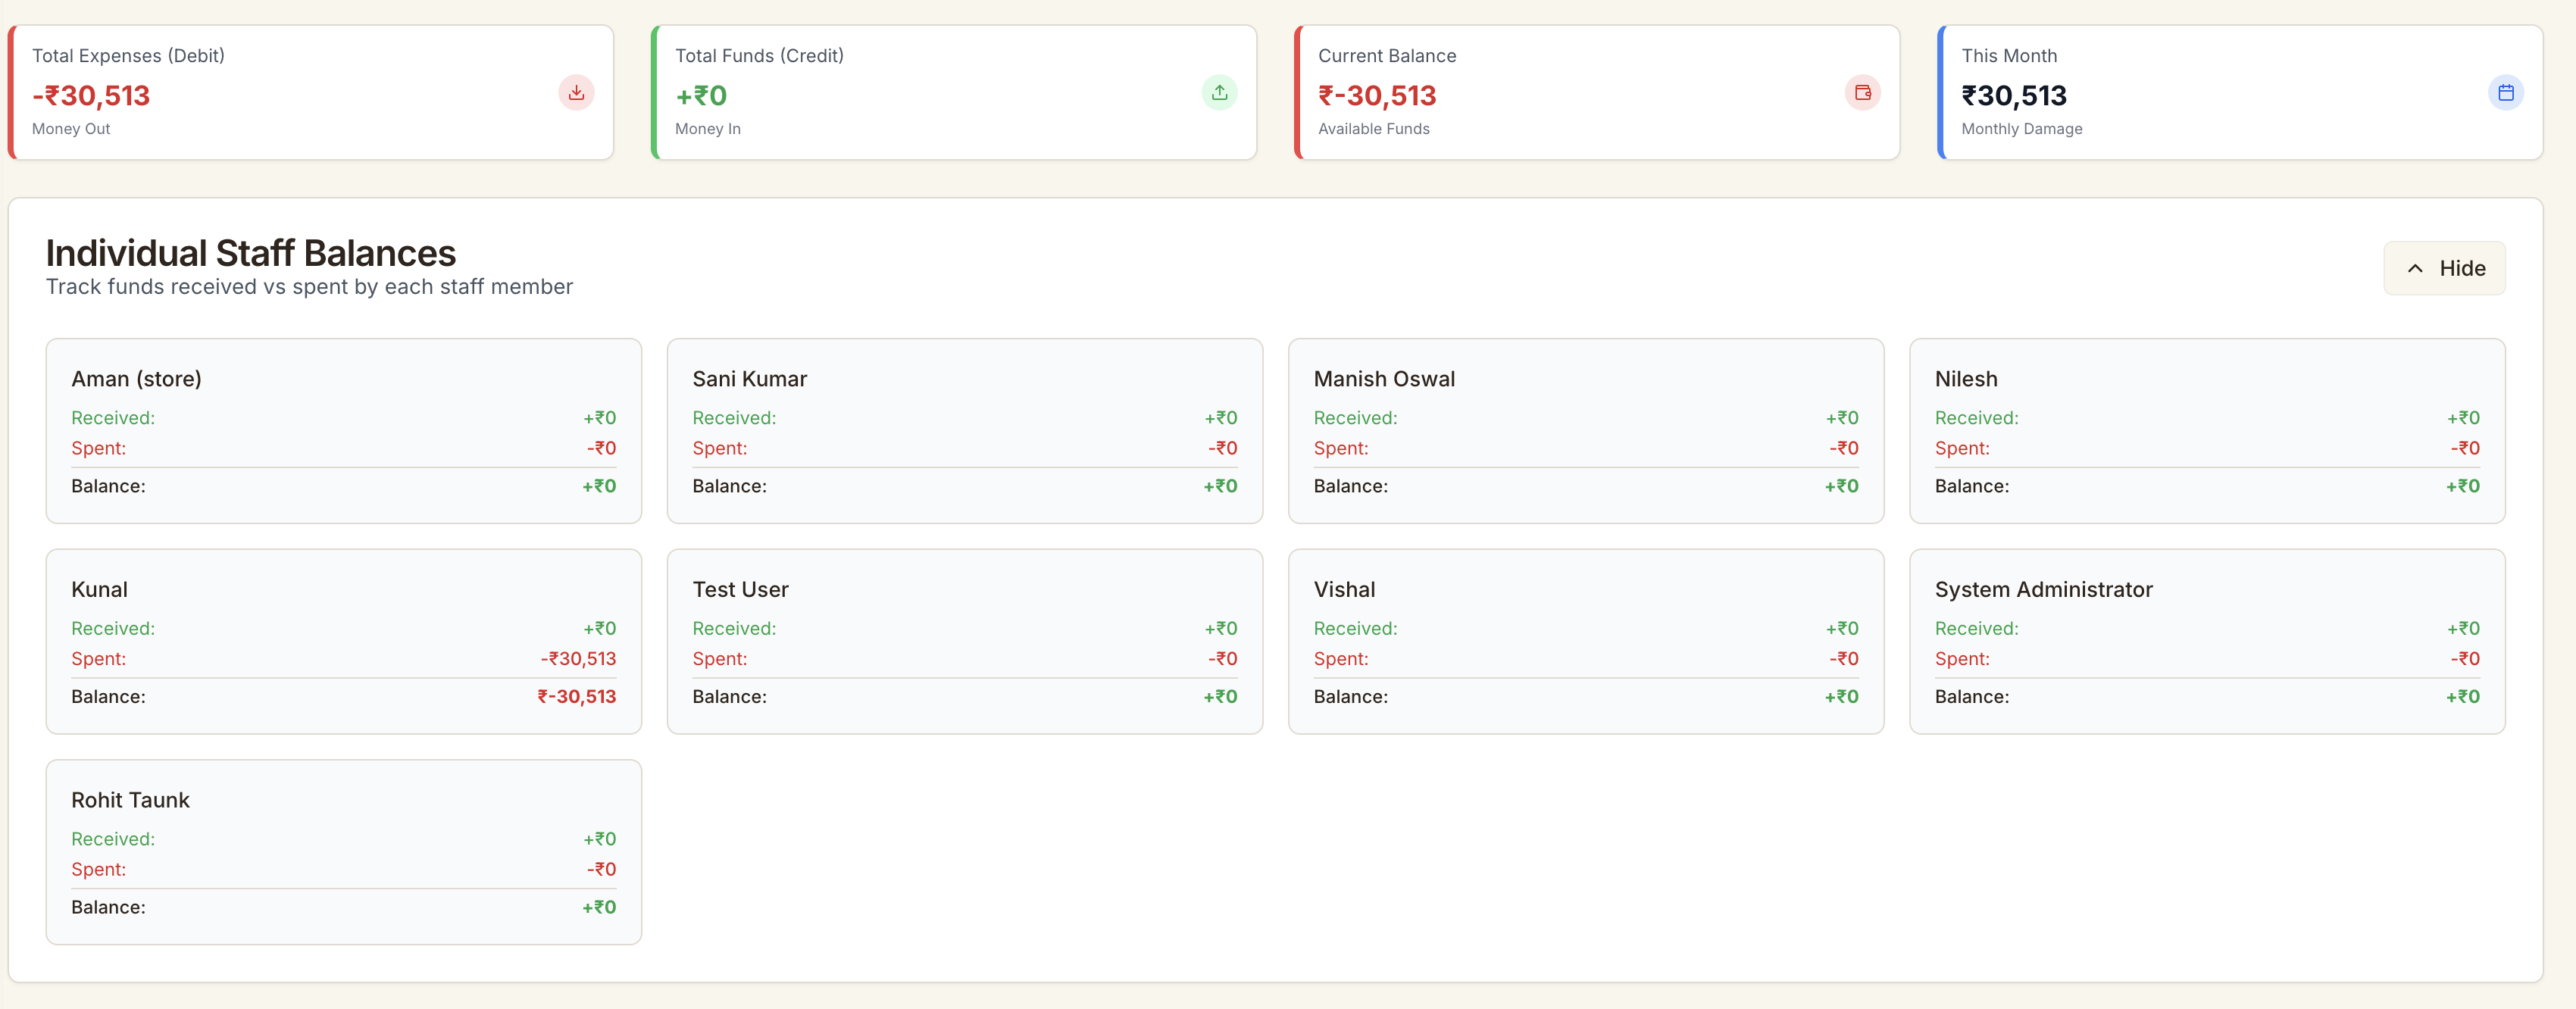 Total Expenses (Debit)
-₹30,513
Money Out
Total Funds (Credit)
+₹0
Money In
Current Balance
₹-30,513
Available Funds
This Month
₹30,513
Monthly Damage
Individual Staff Balances
Track funds received vs spent by each staff member
Hide
Aman (store)
Received: +₹0
Spent: -₹0
Balance: +₹0
Sani Kumar
Received: +₹0
Spent: -₹0
Balance: +₹0
Manish Oswal
Received: +₹0
Spent: -₹0
Balance: +₹0
Nilesh
Received: +₹0
Spent: -₹0
Balance: +₹0
Kunal
Received: +₹0
Spent: -₹30,513
Balance: ₹-30,513
Test User
Received: +₹0
Spent: -₹0
Balance: +₹0
Vishal
Received: +₹0
Spent: -₹0
Balance: +₹0
System Administrator
Received: +₹0
Spent: -₹0
Balance: +₹0
Rohit Taunk
Received: +₹0
Spent: -₹0
Balance: +₹0